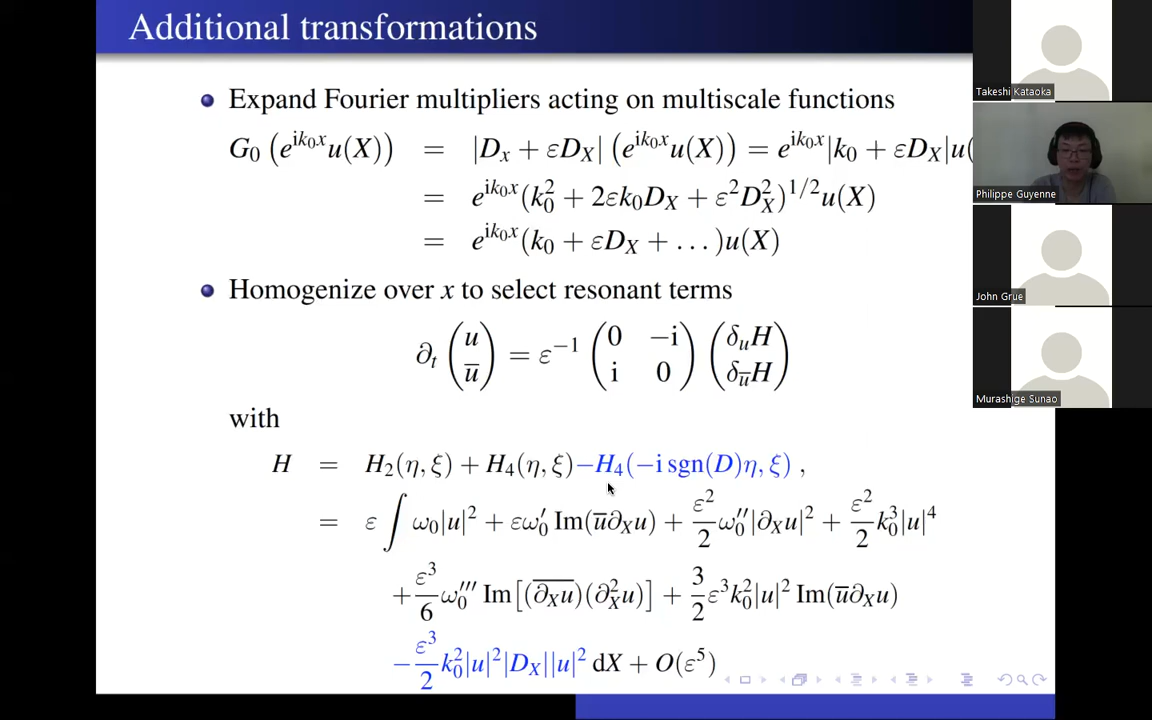 Additional transformations
Expand Fourier multipliers acting on multiscale functions
G₀ (e^{ik₀x}u(X)) = |Dₓ + εD_X| (e^{ik₀x}u(X)) = e^{ik₀x}|k₀ + εD_X|u(
= e^{ik₀x}(k₀² + 2εk₀D_X + ε²D_X²)^{1/2}u(X)
= e^{ik₀x}(k₀ + εD_X + …)u(X)
Homogenize over x to select resonant terms
∂ₜ (u ū) = ε⁻¹ (0 −i i 0) (δ_u H δ_ū H)
with
H = H₂(η, ξ) + H₄(η, ξ) −H₄(−i sgn(D)η, ξ) ,
= ε ∫ ω₀|u|² + εω₀′ Im(ū∂_X u) + ε²/2 ω₀″|∂_X u|² + ε²/2 k₀³|u|⁴
+ ε³/6 ω₀‴ Im[(\overline{∂_X u})(∂_X² u)] + 3/2 ε³k₀²|u|² Im(ū∂_X u)
− ε³/2 k₀²|u|²|D_X||u|² dX + O(ε⁵)
Takeshi Kataoka
Philippe Guyenne
John Grue
Murashige Sunao